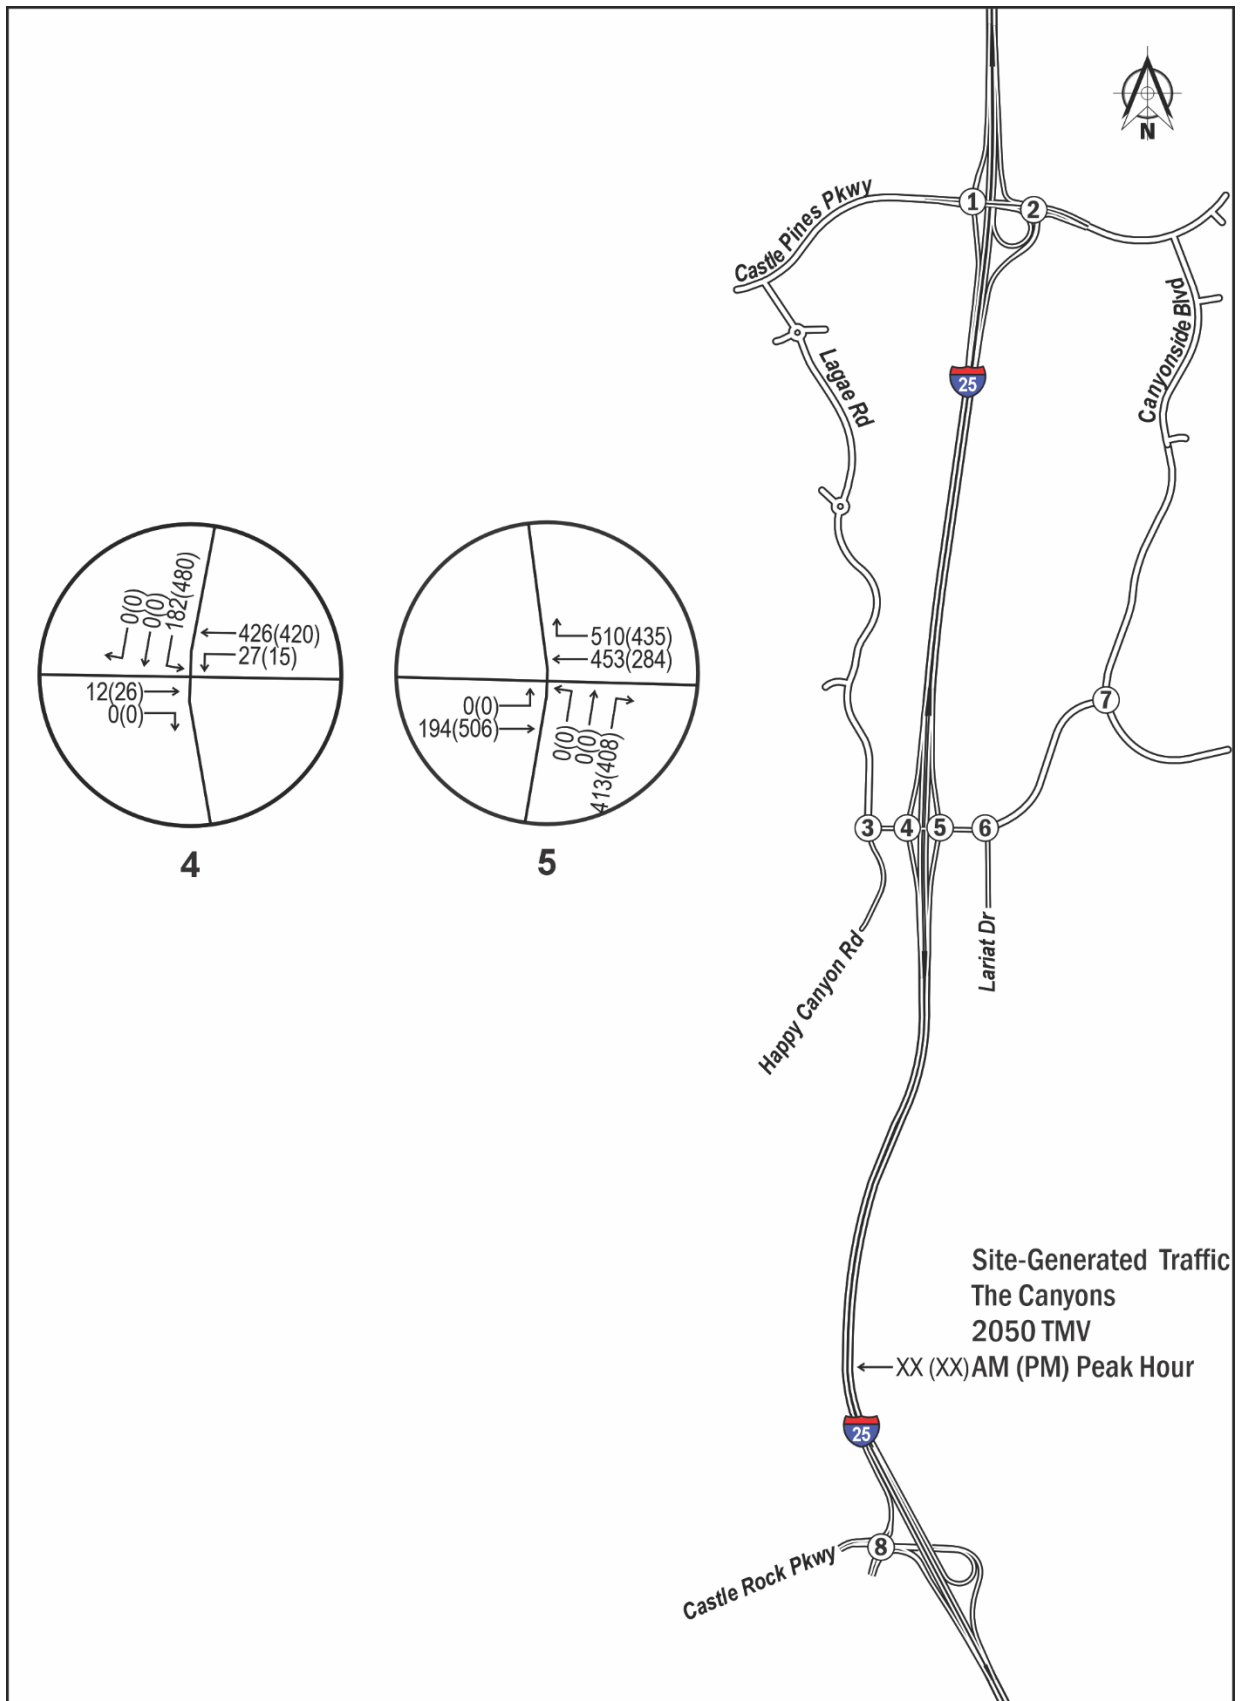 N
Castle Pines Pkwy
1
2
Canyonside Blvd
Lagae Rd
25
0(0)
0(0)
182(480)
426(420)
27(15)
12(26)
0(0)
4
510(435)
453(284)
0(0)
194(506)
0(0)
0(0)
413(408)
5
7
3
4
5
6
Happy Canyon Rd
Lariat Dr
Site-Generated Traffic
The Canyons
2050 TMV
XX (XX) AM (PM) Peak Hour
25
8
Castle Rock Pkwy